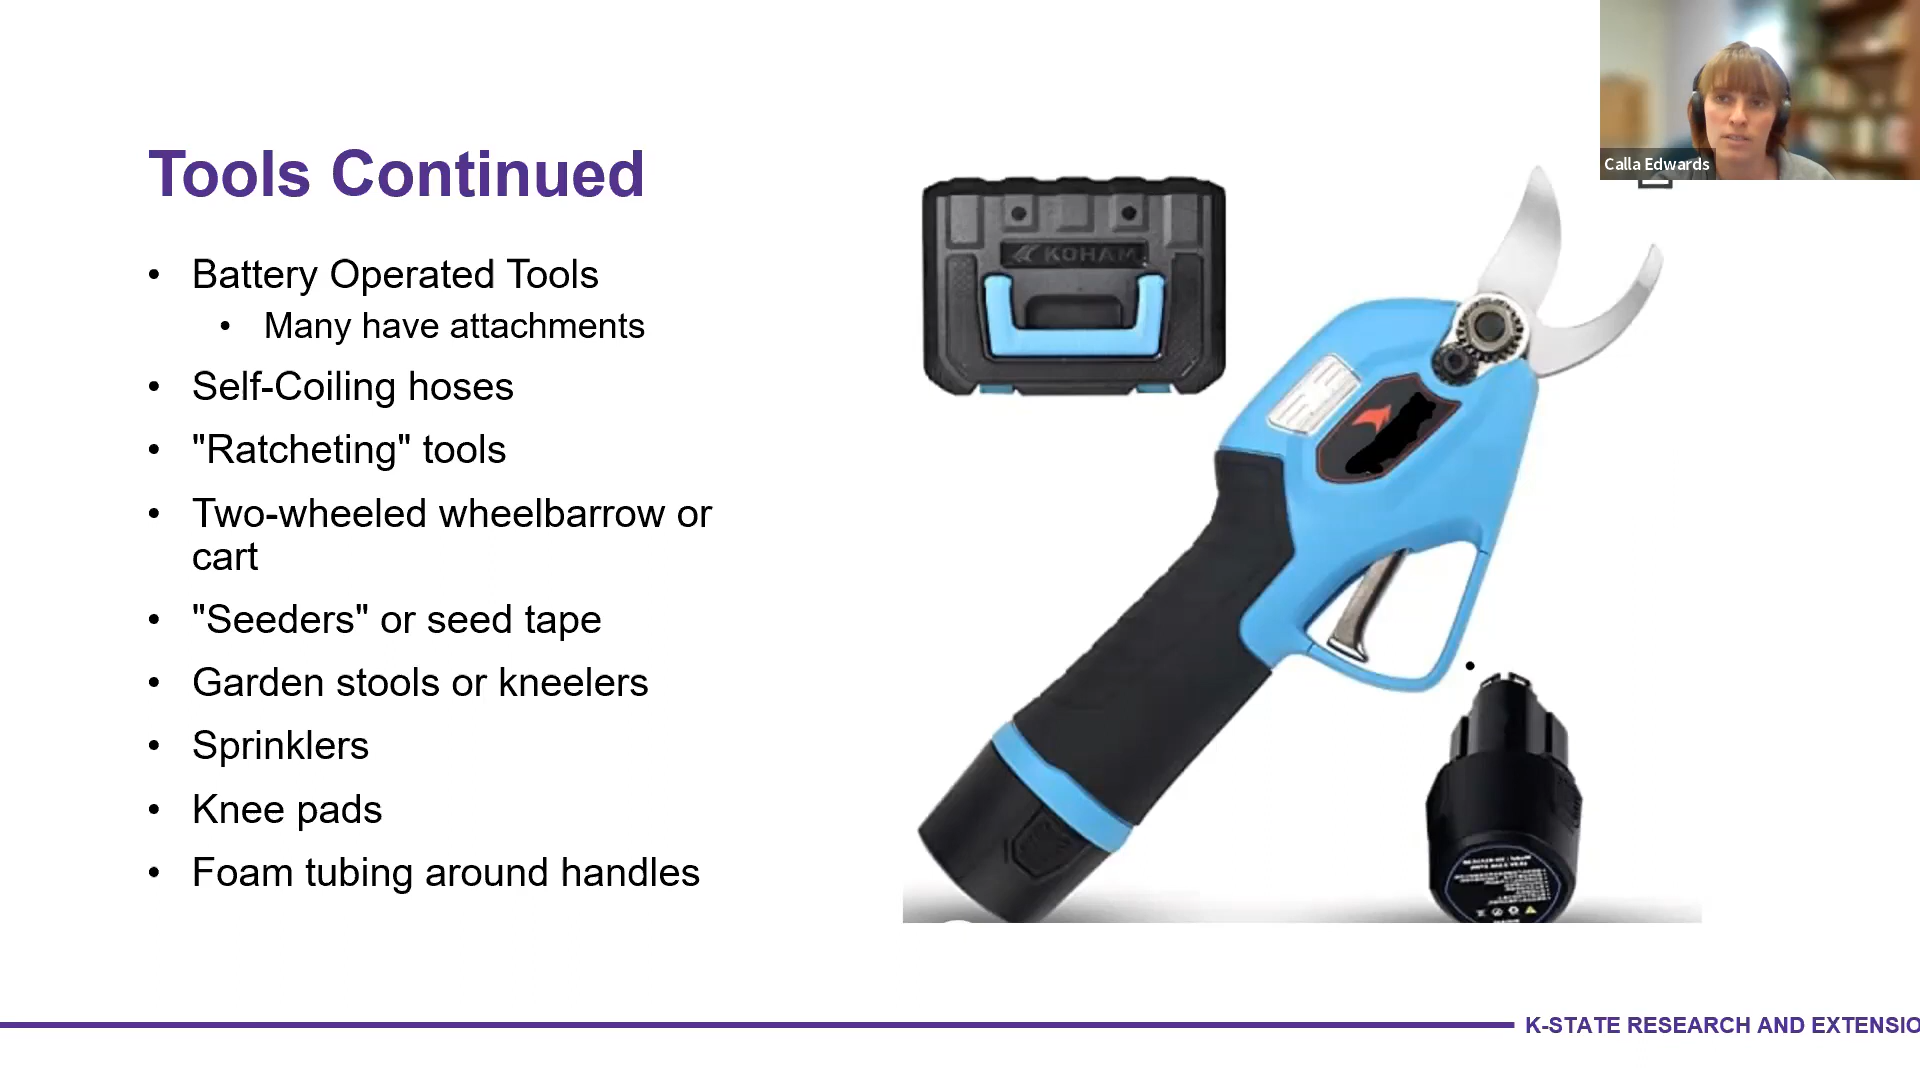 Calla Edwards
Tools Continued
• Battery Operated Tools
• Many have attachments
• Self-Coiling hoses
• "Ratcheting" tools
• Two-wheeled wheelbarrow or
cart
• "Seeders" or seed tape
• Garden stools or kneelers
• Sprinklers
• Knee pads
• Foam tubing around handles
KOHAM
K-STATE RESEARCH AND EXTENSIO